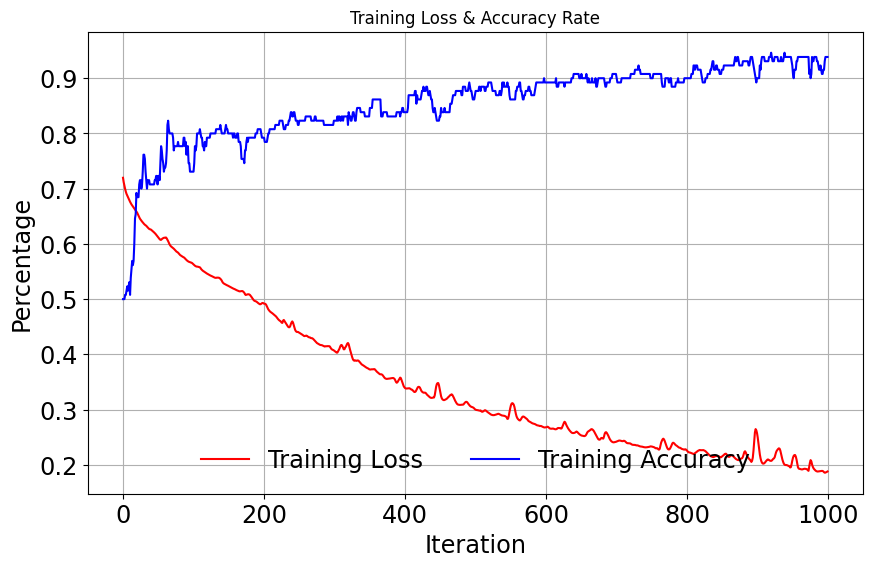 Training Loss & Accuracy Rate
Percentage
0.9
0.8
0.7
0.6
0.5
0.4
0.3
0.2
Training Loss Training Accuracy
0 200 400 600 800 1000
Iteration